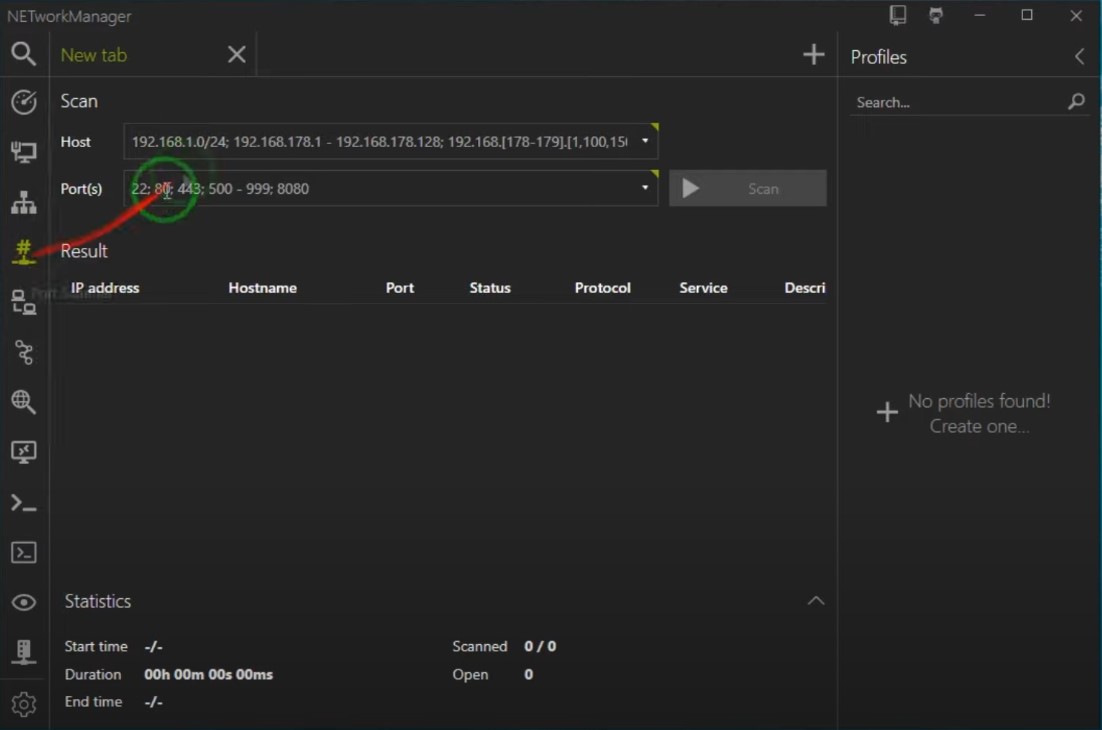 NETworkManager
New tab
Profiles
Scan
Search...
Host
192.168.1.0/24; 192.168.178.1 - 192.168.178.128; 192.168.[178-179].[1,100,15
Port(s)
22; 80; 443; 500 - 999; 8080
Scan
Result
IP address Hostname Port Status Protocol Service Descri
Port Scanner
No profiles found!
Create one...
Statistics
Start time -/-
Scanned 0 / 0
Duration 00h 00m 00s 00ms
Open 0
End time -/-